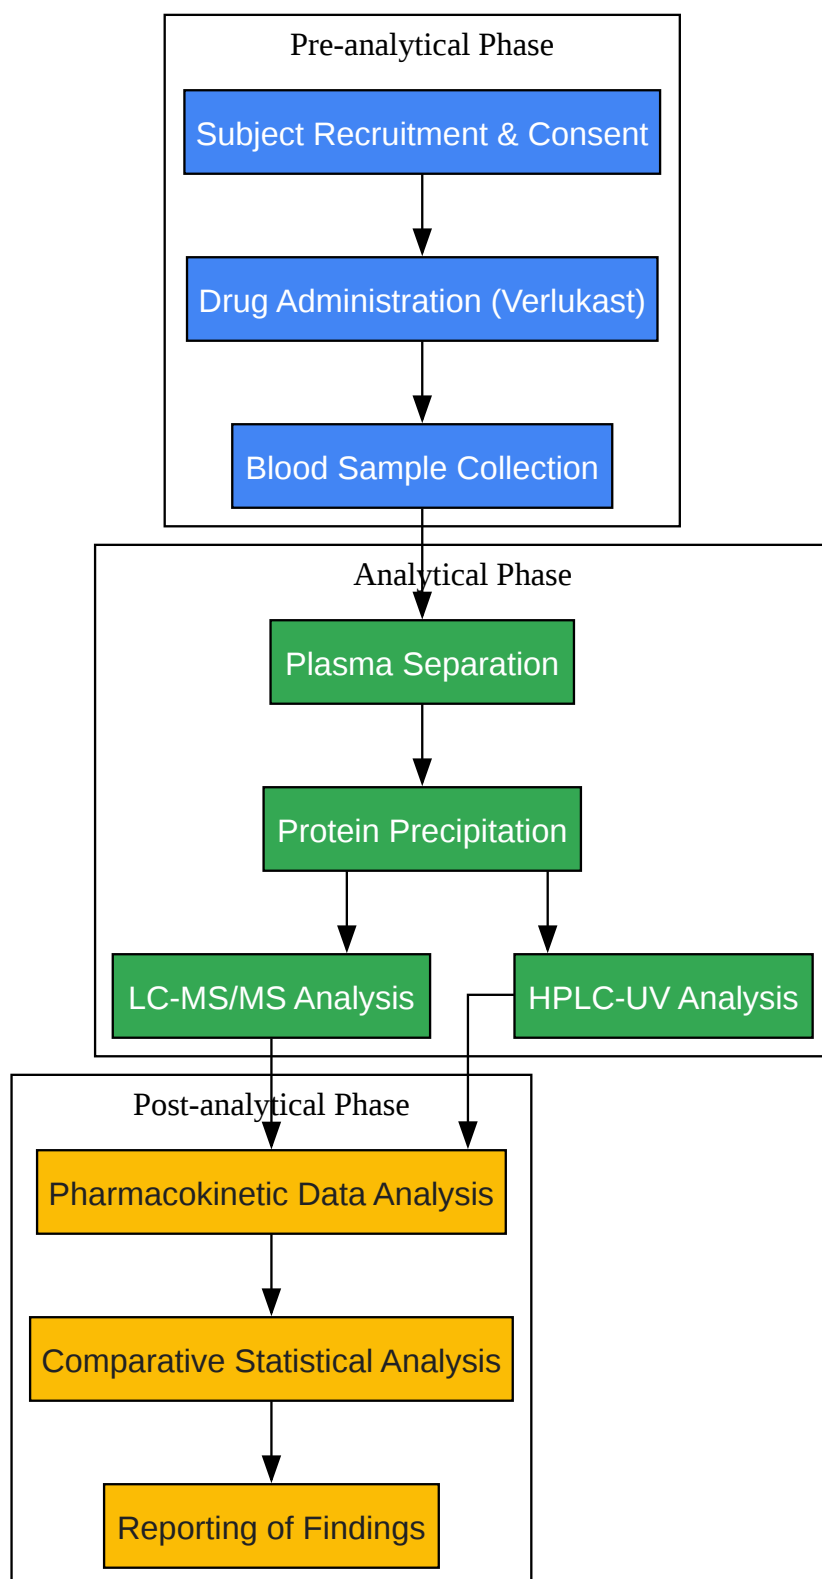 Pre-analytical Phase
Subject Recruitment & Consent
Drug Administration (Verlukast)
Blood Sample Collection
Analytical Phase
Plasma Separation
Protein Precipitation
LC-MS/MS Analysis
HPLC-UV Analysis
Post-analytical Phase
Pharmacokinetic Data Analysis
Comparative Statistical Analysis
Reporting of Findings